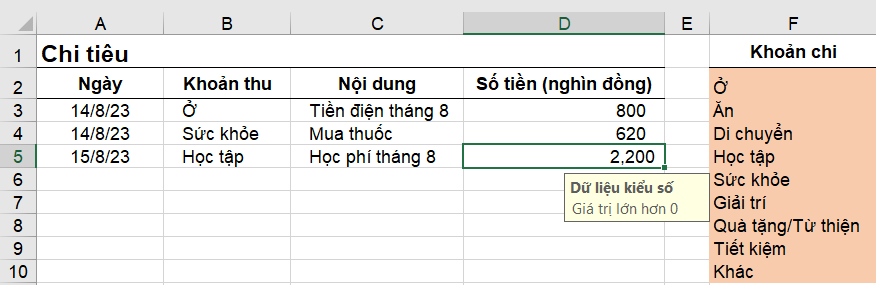 A B C D E F
1 Chi tiêu Khoản chi
2 Ngày Khoản thu Nội dung Số tiền (nghìn đồng) Ở
3 14/8/23 Ở Tiền điện tháng 8 800 Ăn
4 14/8/23 Sức khỏe Mua thuốc 620 Di chuyển
5 15/8/23 Học tập Học phí tháng 8 2,200 Học tập
6 Dữ liệu kiểu số Sức khỏe
7 Giá trị lớn hơn 0 Giải trí
8 Quà tặng/Từ thiện
9 Tiết kiệm
10 Khác